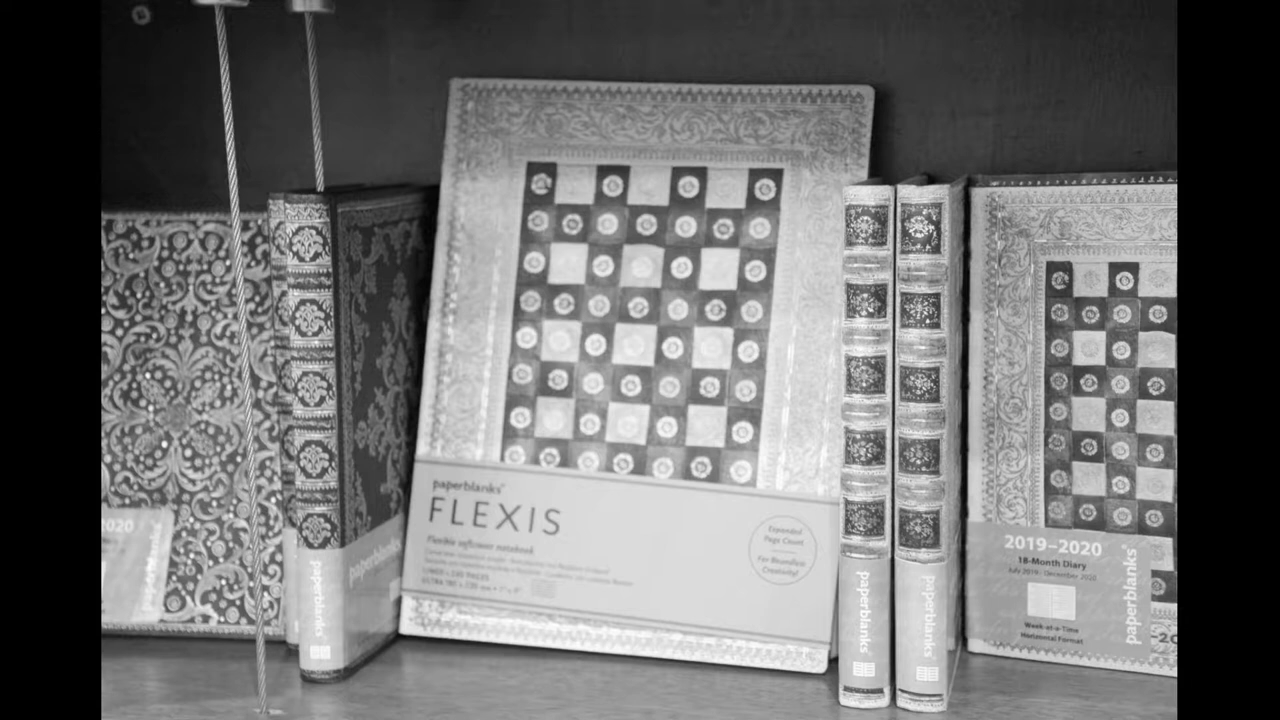 2020
paperblanks
paperblanks
paperblanks®
FLEXIS
Flexible softcover notebook
Expanded
Page Count
For Boundless
Creativity!
paperblanks®
paperblanks®
2019–2020
18-Month Diary
July 2019 - December 2020
Week-at-a-Time
Horizontal Format
paperblanks®